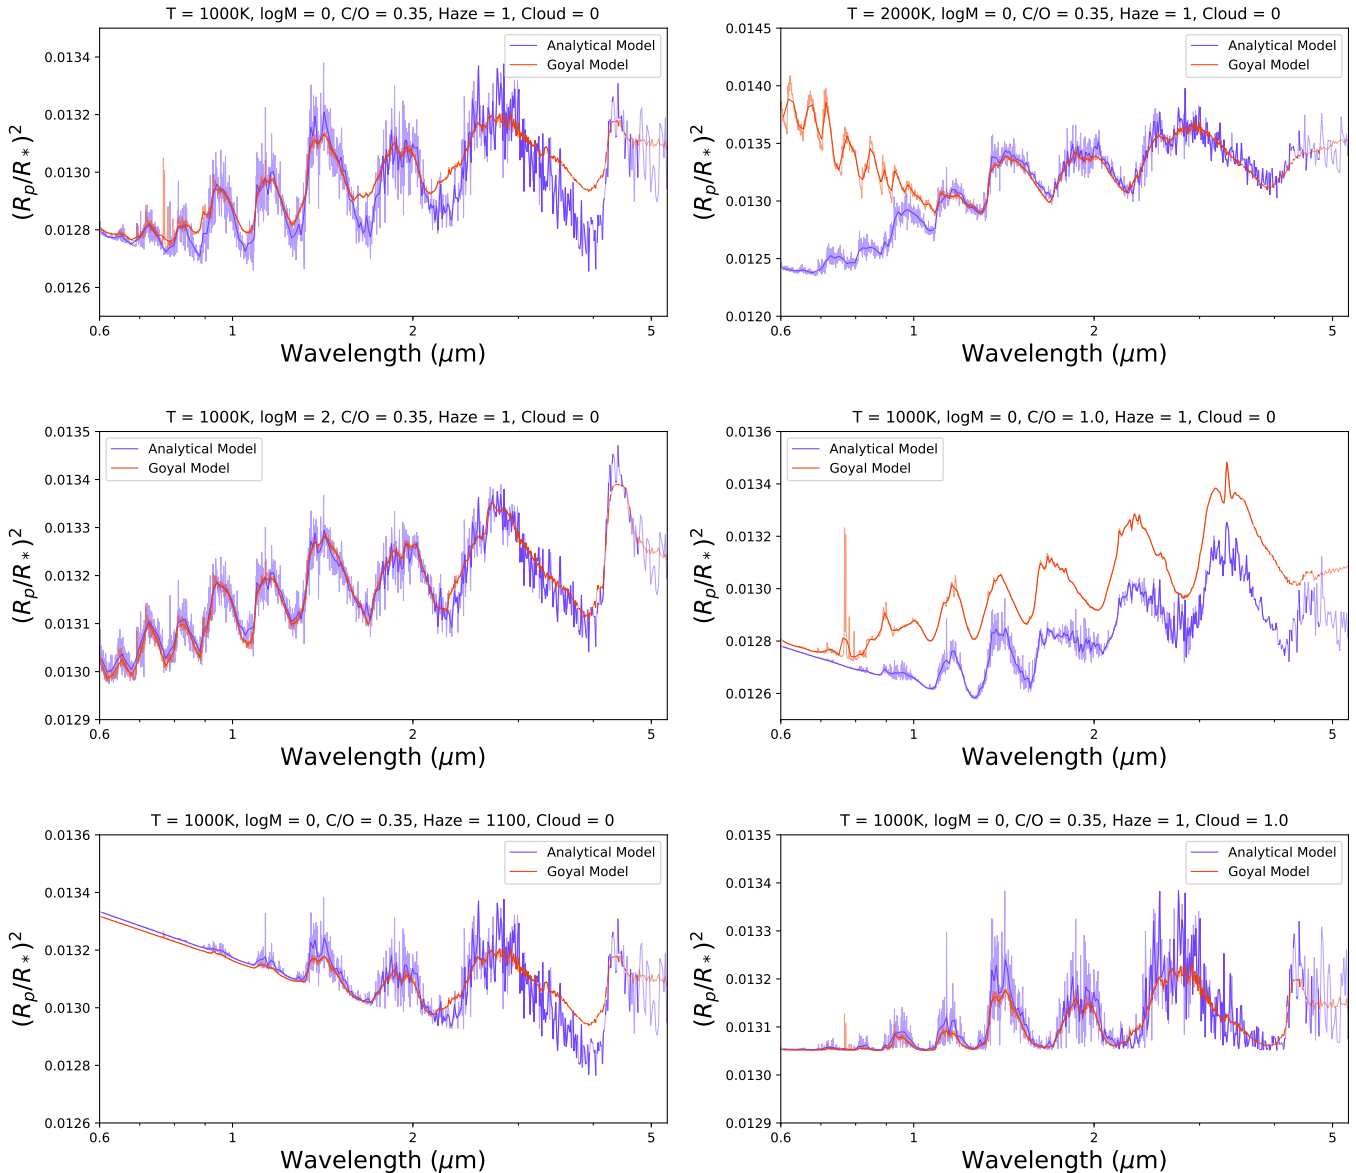 T = 1000K, logM = 0, C/O = 0.35, Haze = 1, Cloud = 0
Analytical Model
Goyal Model
0.0134
0.0132
0.0130
0.0128
0.0126
(R_p/R_*)^2
0.6
1
2
5
Wavelength (μm)
T = 2000K, logM = 0, C/O = 0.35, Haze = 1, Cloud = 0
Analytical Model
Goyal Model
0.0145
0.0140
0.0135
0.0130
0.0125
0.0120
(R_p/R_*)^2
0.6
1
2
5
Wavelength (μm)
T = 1000K, logM = 2, C/O = 0.35, Haze = 1, Cloud = 0
Analytical Model
Goyal Model
0.0135
0.0134
0.0133
0.0132
0.0131
0.0130
0.0129
(R_p/R_*)^2
0.6
1
2
5
Wavelength (μm)
T = 1000K, logM = 0, C/O = 1.0, Haze = 1, Cloud = 0
Analytical Model
Goyal Model
0.0136
0.0134
0.0132
0.0130
0.0128
0.0126
(R_p/R_*)^2
0.6
1
2
5
Wavelength (μm)
T = 1000K, logM = 0, C/O = 0.35, Haze = 1100, Cloud = 0
Analytical Model
Goyal Model
0.0136
0.0134
0.0132
0.0130
0.0128
0.0126
(R_p/R_*)^2
0.6
1
2
5
Wavelength (μm)
T = 1000K, logM = 0, C/O = 0.35, Haze = 1, Cloud = 1.0
Analytical Model
Goyal Model
0.0135
0.0134
0.0133
0.0132
0.0131
0.0130
0.0129
(R_p/R_*)^2
0.6
1
2
5
Wavelength (μm)